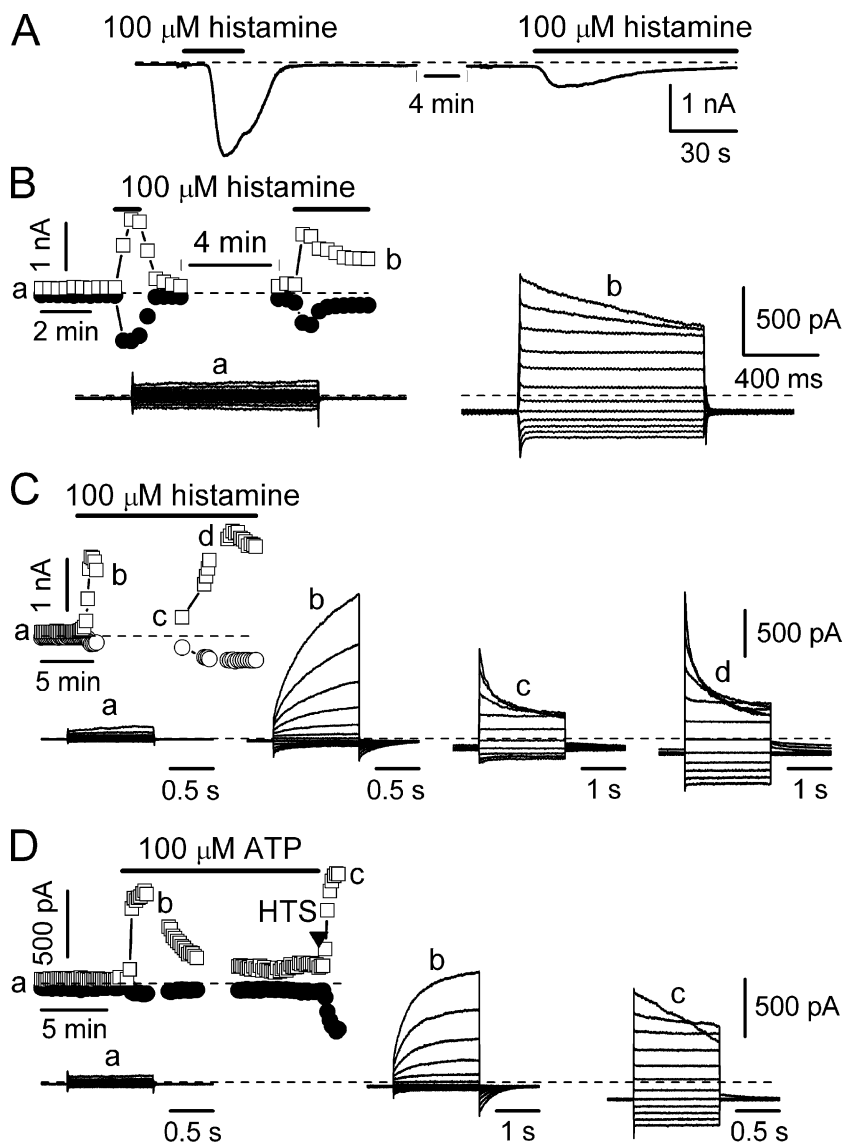 A
100 µM histamine 100 µM histamine
4 min
1 nA
30 s
B
100 µM histamine
1 nA
4 min
b
a
2 min
a
b
500 pA
400 ms
C
100 µM histamine
1 nA
b
d
c
a
5 min
a
0.5 s
b
0.5 s
c
1 s
d
1 s
500 pA
D
100 µM ATP
500 pA
b
HTS
c
a
5 min
a
0.5 s
b
1 s
c
0.5 s
500 pA